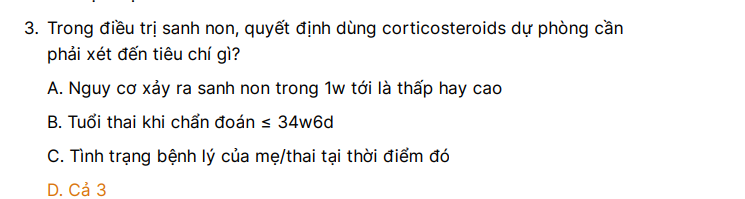 3. Trong điều trị sanh non, quyết định dùng corticosteroids dự phòng cần
phải xét đến tiêu chí gì?
A. Nguy cơ xảy ra sanh non trong 1w tới là thấp hay cao
B. Tuổi thai khi chẩn đoán ≤ 34w6d
C. Tình trạng bệnh lý của mẹ/thai tại thời điểm đó
D. Cả 3